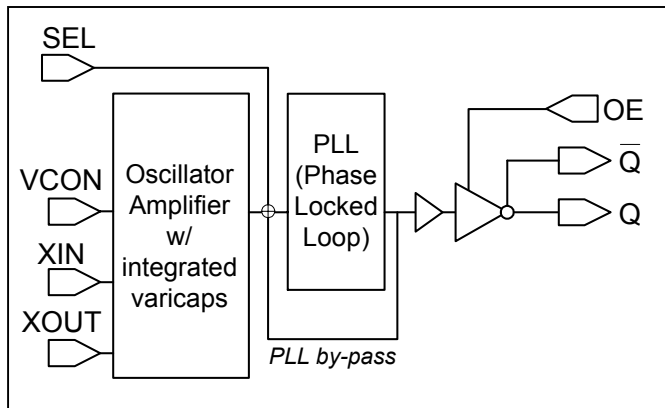 SEL
VCON
XIN
XOUT
Oscillator
Amplifier
w/
integrated
varicaps
PLL
(Phase
Locked
Loop)
PLL by-pass
OE
Q̅
Q